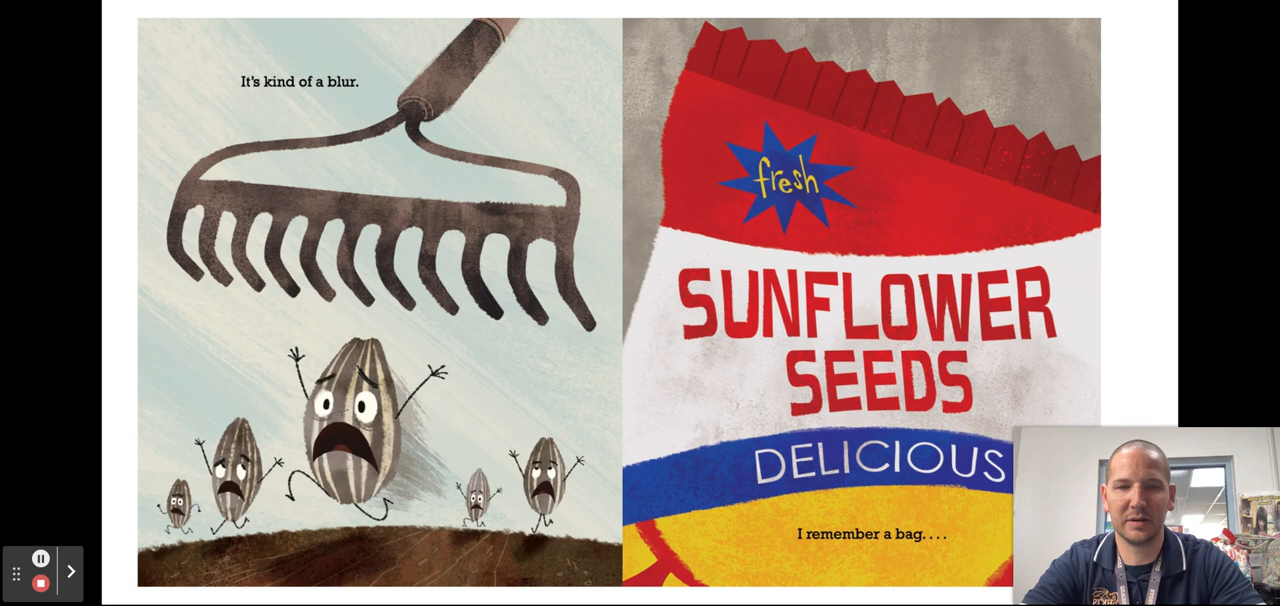 It's kind of a blur.
fresh
SUNFLOWER
SEEDS
DELICIOUS
I remember a bag....